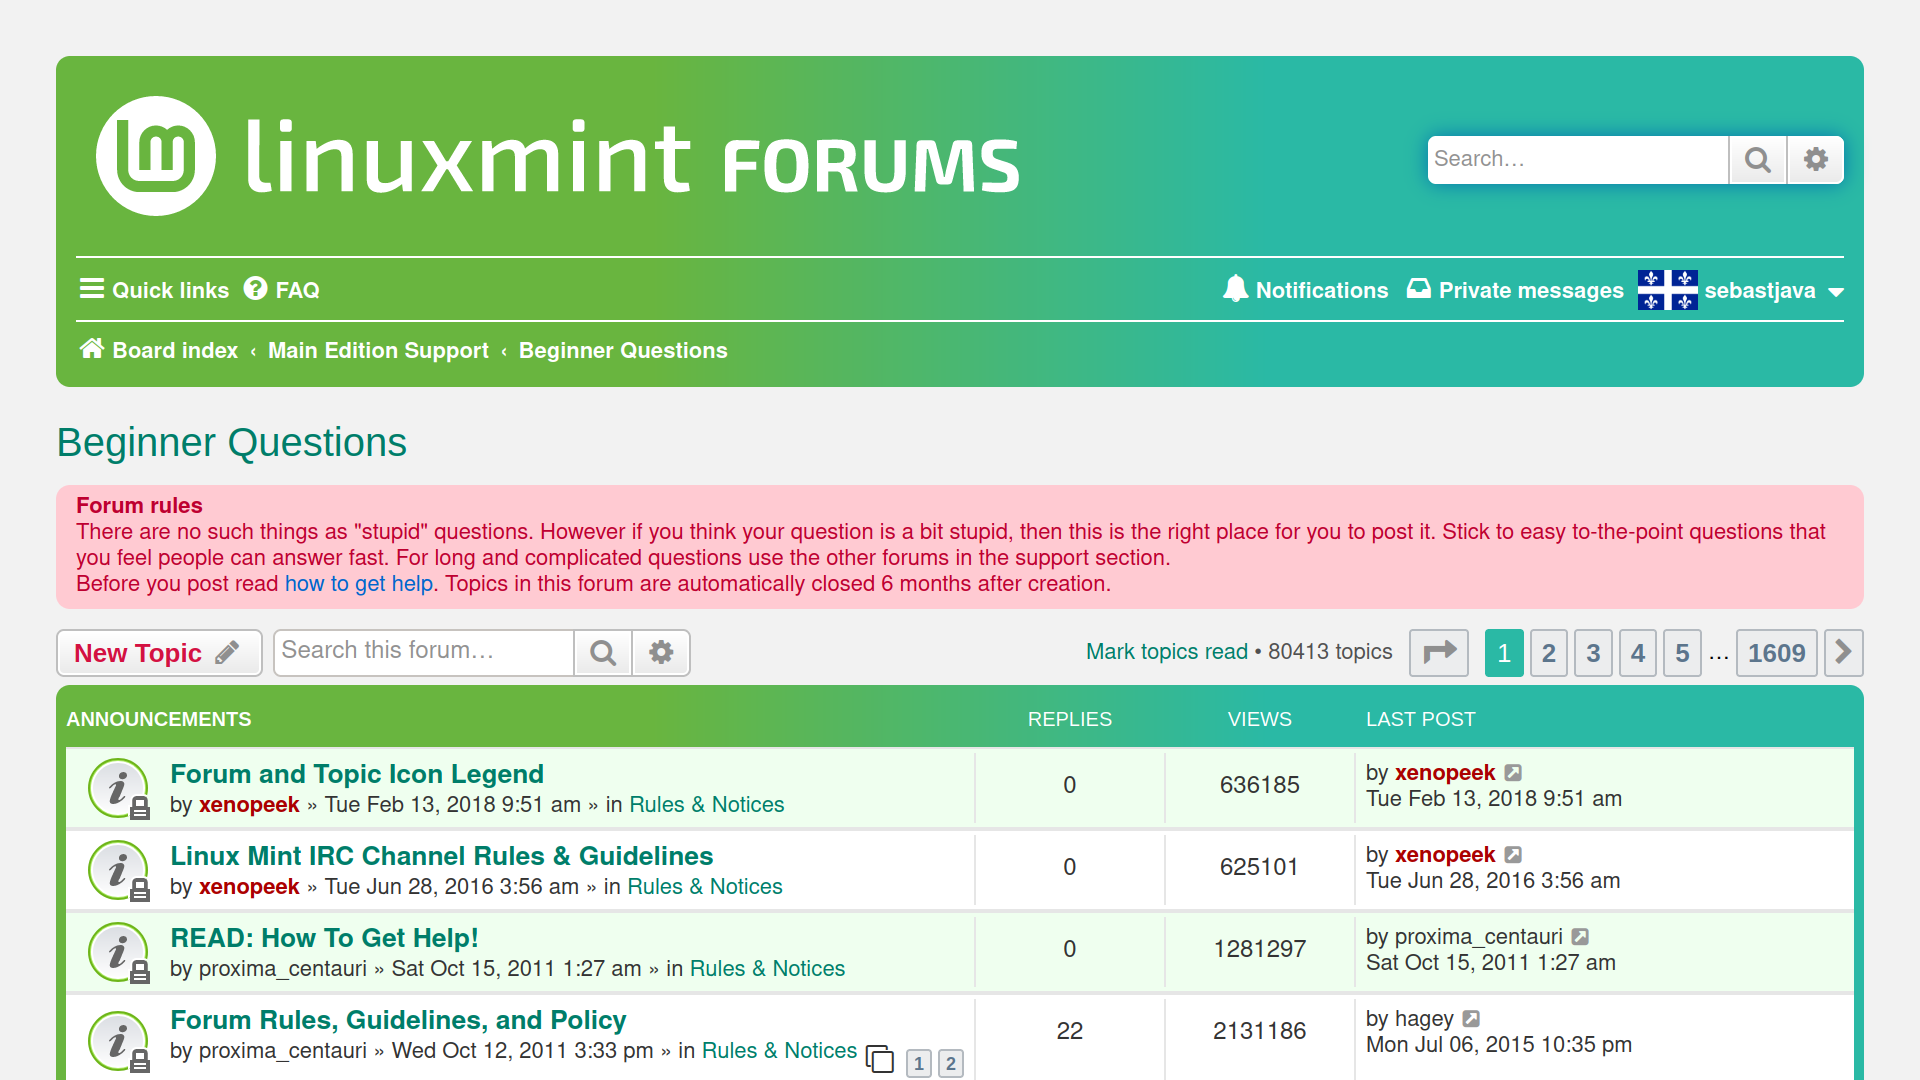 linuxmint FORUMS
Search…
Quick links FAQ
Notifications Private messages sebastjava
Board index ‹ Main Edition Support ‹ Beginner Questions
Beginner Questions
Forum rules
There are no such things as "stupid" questions. However if you think your question is a bit stupid, then this is the right place for you to post it. Stick to easy to-the-point questions that
you feel people can answer fast. For long and complicated questions use the other forums in the support section.
Before you post read how to get help. Topics in this forum are automatically closed 6 months after creation.
New Topic Search this forum… Mark topics read • 80413 topics 1 2 3 4 5 … 1609
ANNOUNCEMENTS REPLIES VIEWS LAST POST
Forum and Topic Icon Legend
by xenopeek » Tue Feb 13, 2018 9:51 am » in Rules & Notices
0 636185
by xenopeek
Tue Feb 13, 2018 9:51 am
Linux Mint IRC Channel Rules & Guidelines
by xenopeek » Tue Jun 28, 2016 3:56 am » in Rules & Notices
0 625101
by xenopeek
Tue Jun 28, 2016 3:56 am
READ: How To Get Help!
by proxima_centauri » Sat Oct 15, 2011 1:27 am » in Rules & Notices
0 1281297
by proxima_centauri
Sat Oct 15, 2011 1:27 am
Forum Rules, Guidelines, and Policy
by proxima_centauri » Wed Oct 12, 2011 3:33 pm » in Rules & Notices 1 2
22 2131186
by hagey
Mon Jul 06, 2015 10:35 pm